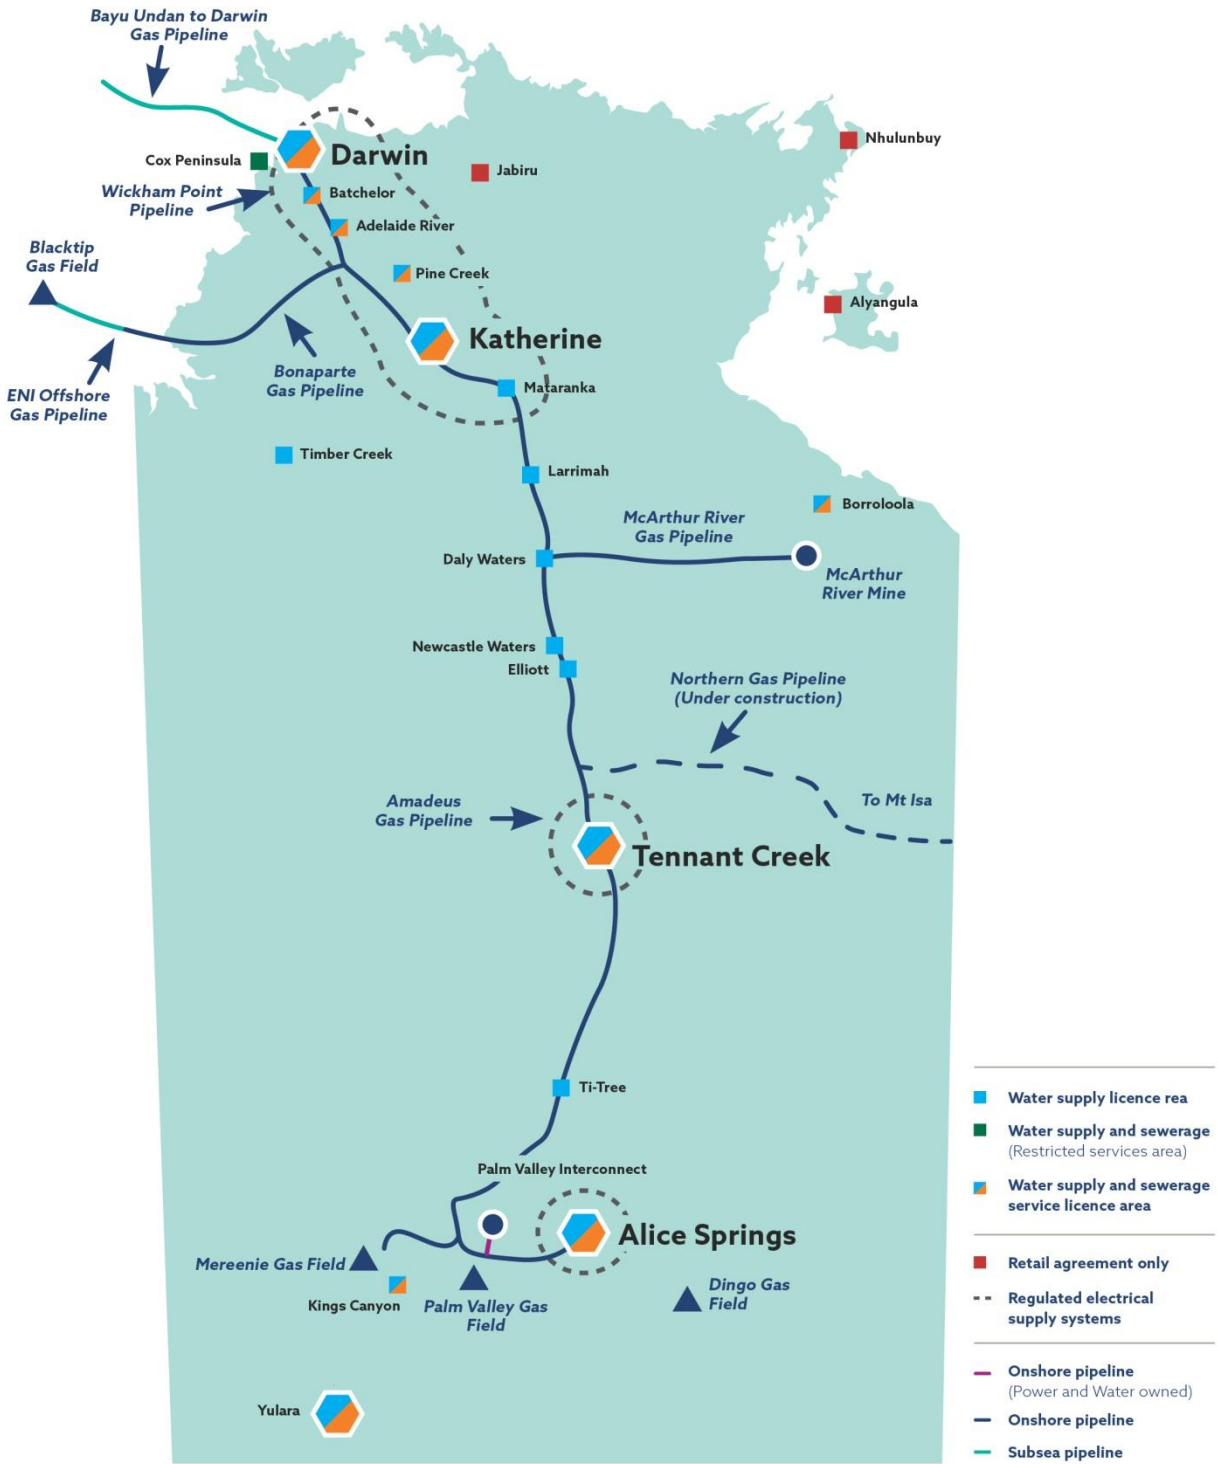 Bayu Undan to Darwin
Gas Pipeline
Nhulunbuy
Darwin
Cox Peninsula
Jabiru
Wickham Point
Pipeline
Batchelor
Adelaide River
Blacktip
Gas Field
Pine Creek
Alyangula
Katherine
Bonaparte
Gas Pipeline
ENI Offshore
Gas Pipeline
Mataranka
Timber Creek
Larrimah
Borroloola
McArthur River
Gas Pipeline
Daly Waters
McArthur
River Mine
Newcastle Waters
Elliott
Northern Gas Pipeline
(Under construction)
Amadeus
Gas Pipeline
To Mt Isa
Tennant Creek
Ti-Tree
Palm Valley Interconnect
Alice Springs
Mereenie Gas Field
Kings Canyon
Palm Valley Gas
Field
Dingo Gas
Field
Yulara
Water supply licence rea
Water supply and sewerage
(Restricted services area)
Water supply and sewerage
service licence area
Retail agreement only
Regulated electrical
supply systems
Onshore pipeline
(Power and Water owned)
Onshore pipeline
Subsea pipeline